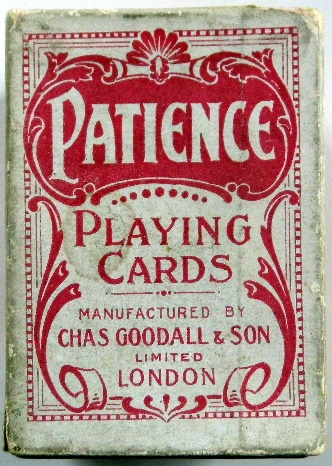 PATIENCE
PLAYING
CARDS
MANUFACTURED BY
CHAS GOODALL & SON
LIMITED
LONDON